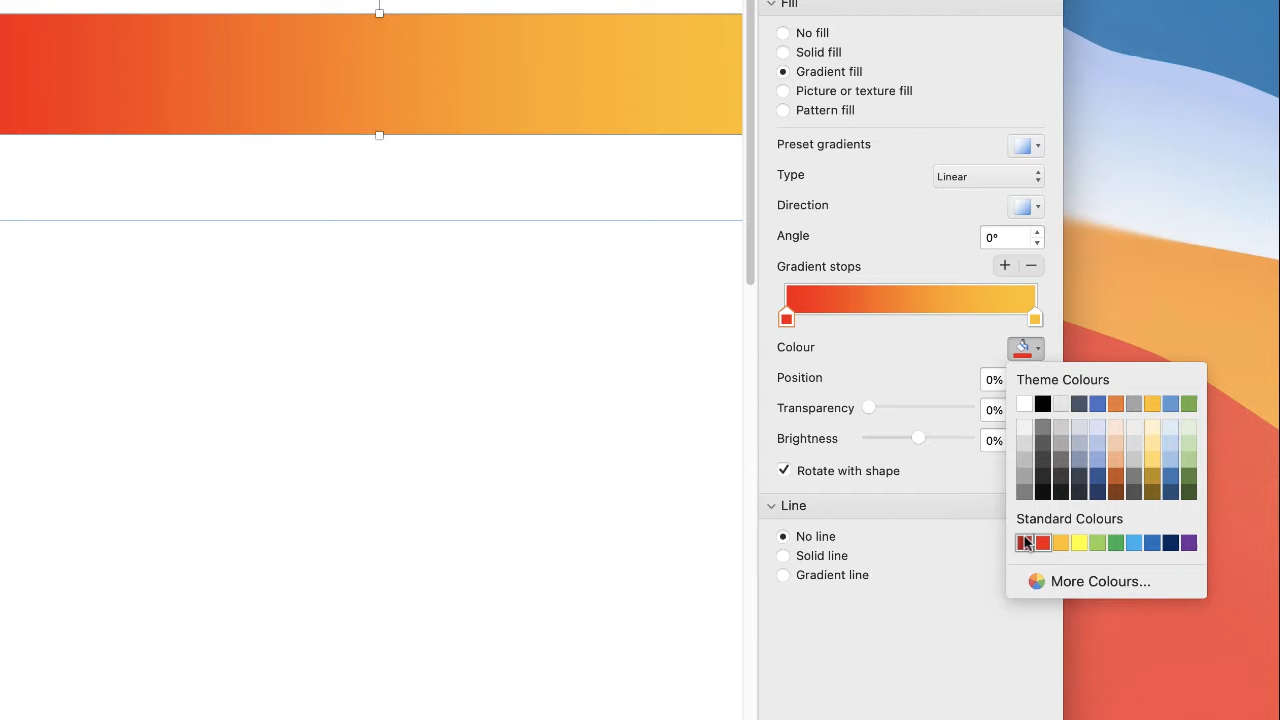 Fill
No fill
Solid fill
Gradient fill
Picture or texture fill
Pattern fill
Preset gradients
Type Linear
Direction
Angle 0°
Gradient stops + −
Colour
Position 0%
Transparency 0%
Brightness 0%
Rotate with shape
Line
No line
Solid line
Gradient line
Theme Colours
Standard Colours
More Colours...